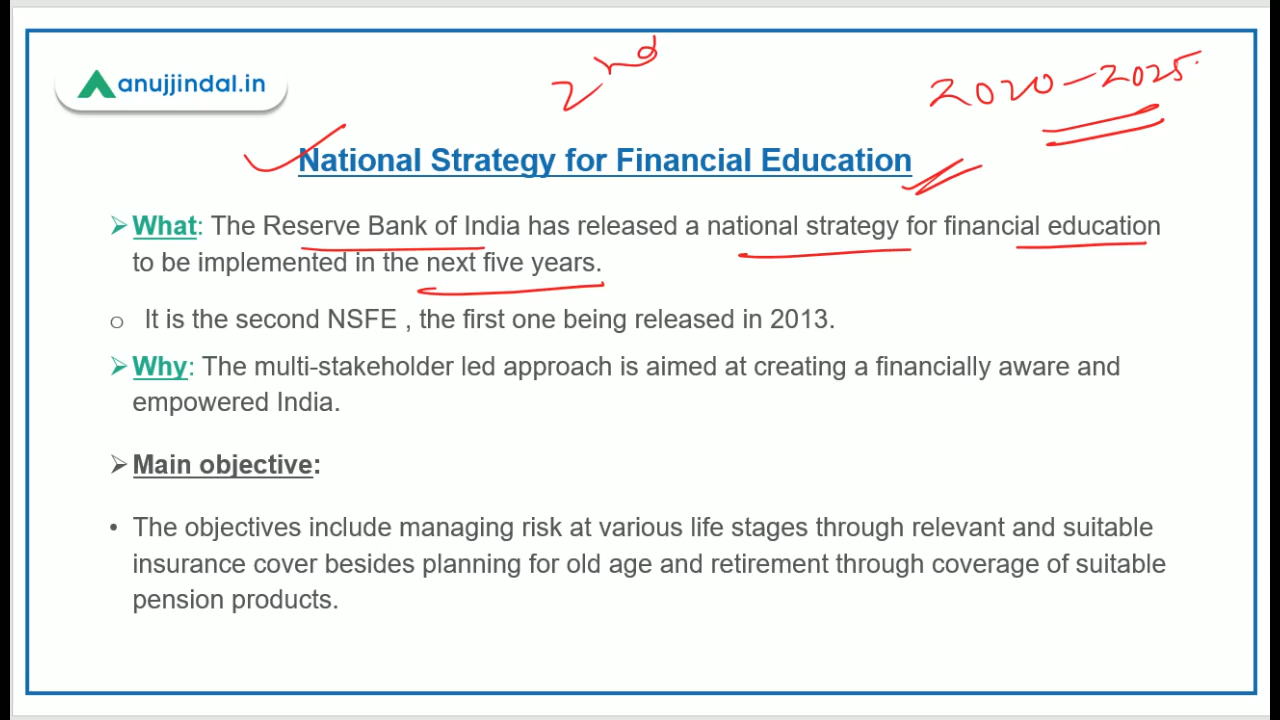 2nd
2020-2025
anujjindal.in
National Strategy for Financial Education
➢ What: The Reserve Bank of India has released a national strategy for financial education
to be implemented in the next five years.
o It is the second NSFE , the first one being released in 2013.
➢ Why: The multi-stakeholder led approach is aimed at creating a financially aware and
empowered India.
➢ Main objective:
• The objectives include managing risk at various life stages through relevant and suitable
insurance cover besides planning for old age and retirement through coverage of suitable
pension products.